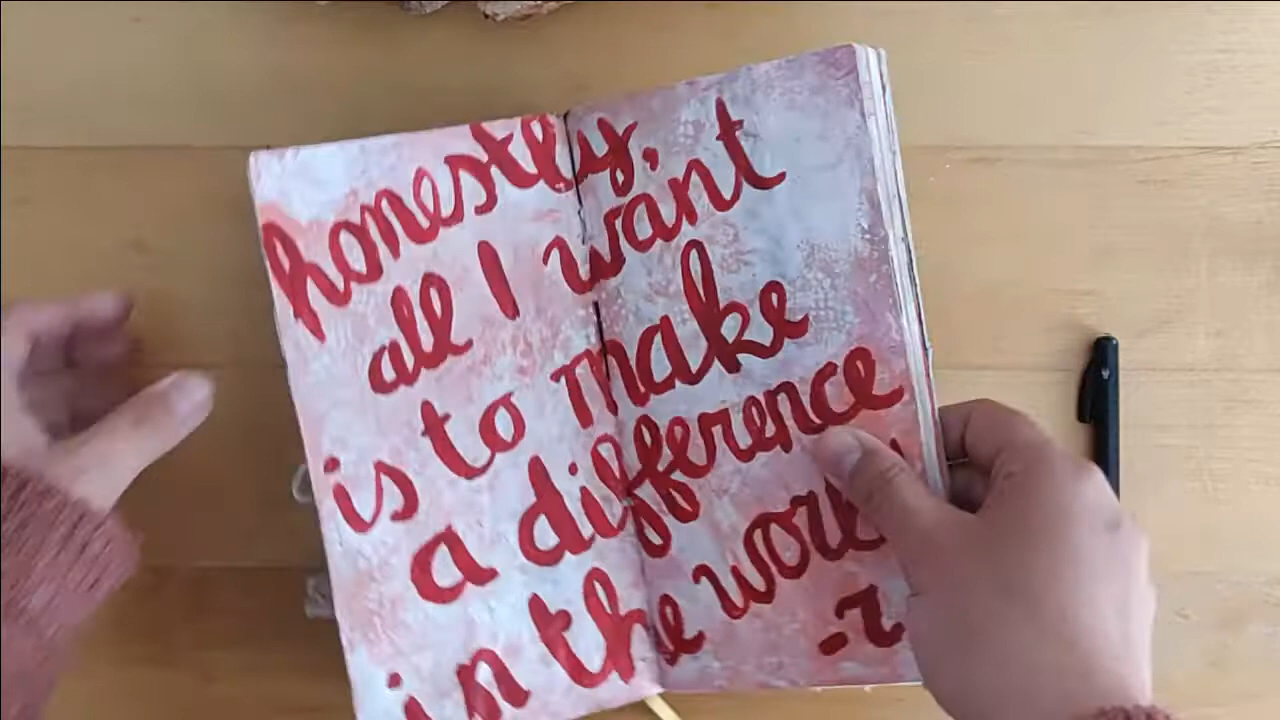 honestly,
all I want
is to make
a difference
in the